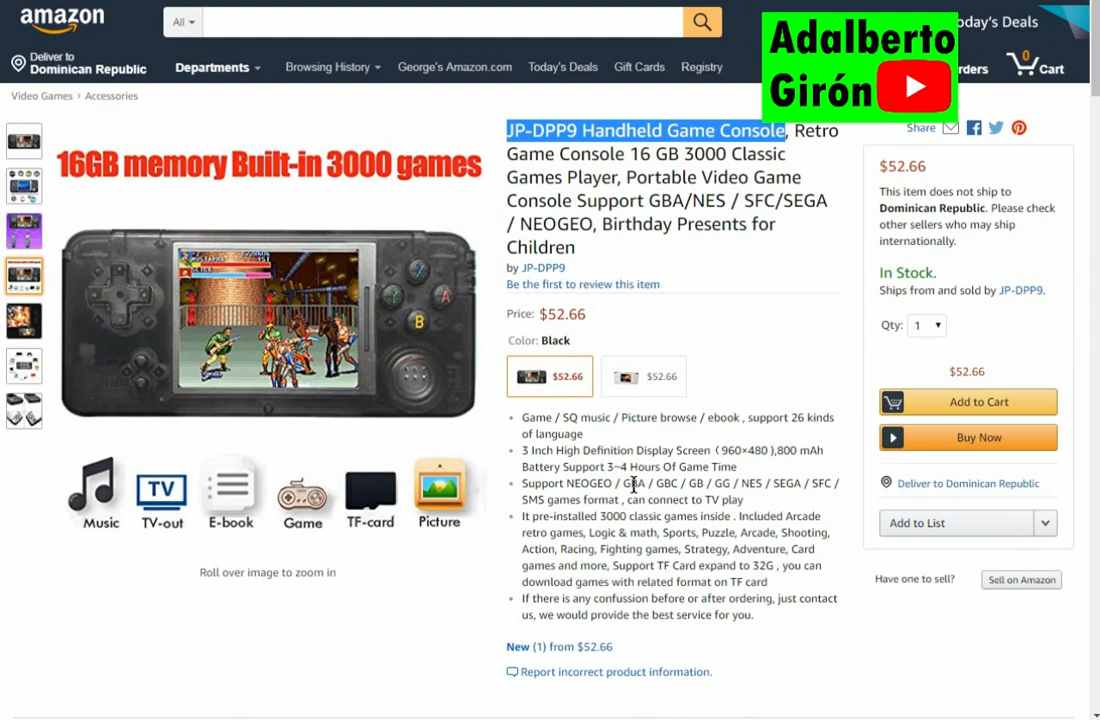 amazon
All
Today's Deals
Adalberto
Girón
Deliver to
Dominican Republic
Departments
Browsing History
George's Amazon.com
Today's Deals
Gift Cards
Registry
0
Cart
Video Games › Accessories
16GB memory Built-in 3000 games
X
Y
A
B
Music
TV
TV-out
E-book
Game
TF-card
Picture
Roll over image to zoom in
JP-DPP9 Handheld Game Console, Retro
Game Console 16 GB 3000 Classic
Games Player, Portable Video Game
Console Support GBA/NES / SFC/SEGA
/ NEOGEO, Birthday Presents for
Children
by JP-DPP9
Be the first to review this item
Price: $52.66
Color: Black
$52.66
$52.66
Game / SQ music / Picture browse / ebook , support 26 kinds
of language
3 Inch High Definition Display Screen ( 960×480 ),800 mAh
Battery Support 3~4 Hours Of Game Time
Support NEOGEO / GBA / GBC / GB / GG / NES / SEGA / SFC /
SMS games format , can connect to TV play
It pre-installed 3000 classic games inside . Included Arcade
retro games, Logic & math, Sports, Puzzle, Arcade, Shooting,
Action, Racing, Fighting games, Strategy, Adventure, Card
games and more, Support TF Card expand to 32G , you can
download games with related format on TF card
If there is any confussion before or after ordering, just contact
us, we would provide the best service for you.
New (1) from $52.66
Report incorrect product information.
Share
$52.66
This item does not ship to
Dominican Republic. Please check
other sellers who may ship
internationally.
In Stock.
Ships from and sold by JP-DPP9.
Qty: 1
$52.66
Add to Cart
Buy Now
Deliver to Dominican Republic
Add to List
Have one to sell?
Sell on Amazon